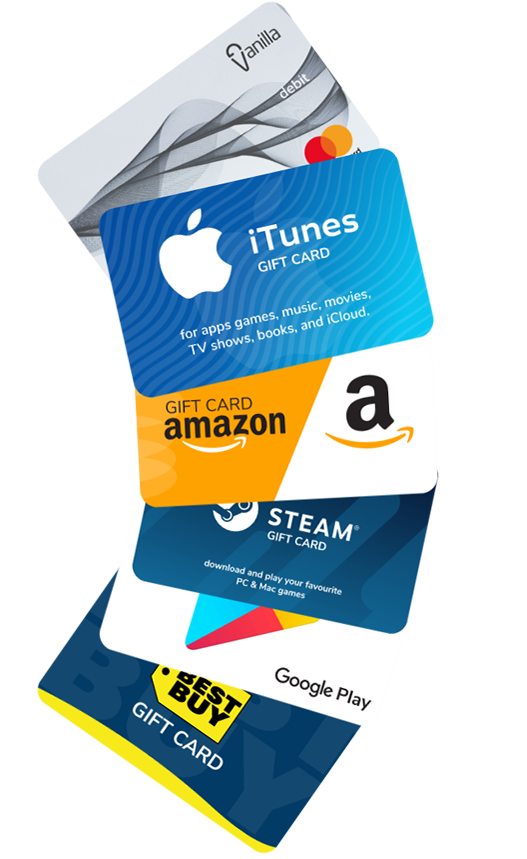 Vanilla
debit
iTunes
GIFT CARD
for apps games, music, movies,
TV shows, books, and iCloud.
GIFT CARD
amazon
a
STEAM®
GIFT CARD
download and play your favourite
PC & Mac games
Google Play
BEST
BUY
GIFT CARD